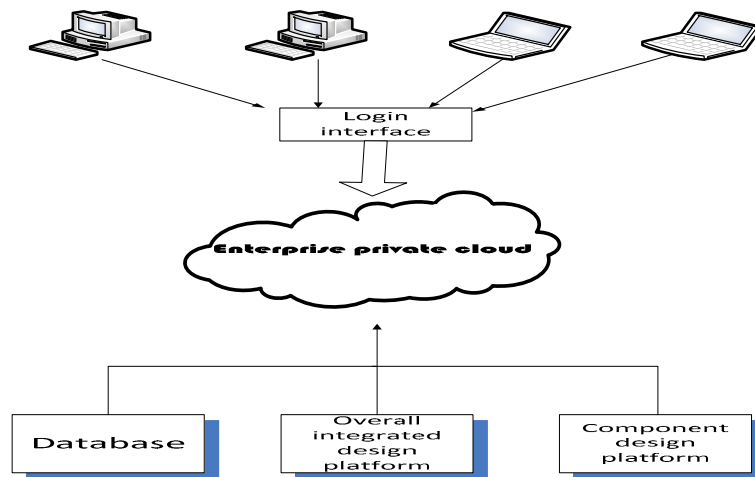 Login
interface
Enterprise private cloud
Database
Overall
integrated
design
platform
Component
design
platform